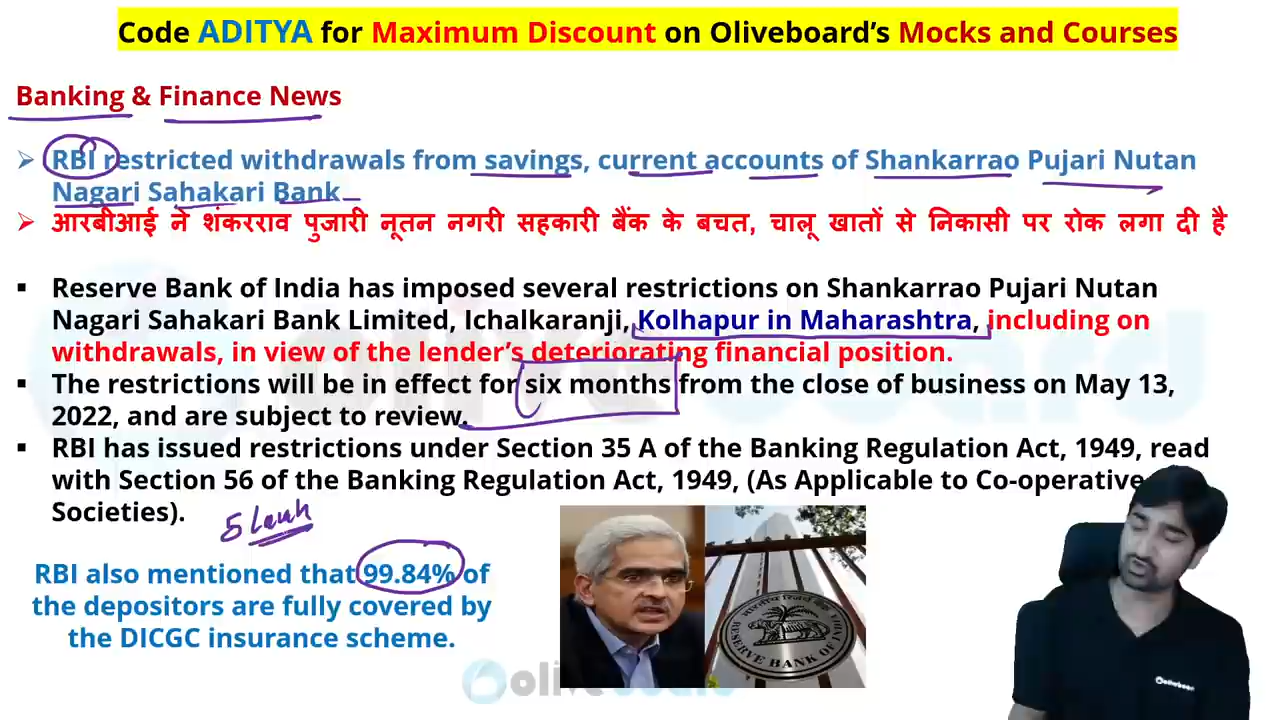 Code ADITYA for Maximum Discount on Oliveboard's Mocks and Courses
Banking & Finance News
RBI restricted withdrawals from savings, current accounts of Shankarrao Pujari Nutan
Nagari Sahakari Bank
आरबीआई ने शंकरराव पुजारी नूतन नगरी सहकारी बैंक के बचत, चालू खातों से निकासी पर रोक लगा दी है
Reserve Bank of India has imposed several restrictions on Shankarrao Pujari Nutan
Nagari Sahakari Bank Limited, Ichalkaranji, Kolhapur in Maharashtra, including on
withdrawals, in view of the lender's deteriorating financial position.
The restrictions will be in effect for six months from the close of business on May 13,
2022, and are subject to review.
RBI has issued restrictions under Section 35 A of the Banking Regulation Act, 1949, read
with Section 56 of the Banking Regulation Act, 1949, (As Applicable to Co-operative
Societies).
5 Lakh
RBI also mentioned that 99.84% of
the depositors are fully covered by
the DICGC insurance scheme.
RESERVE BANK OF INDIA
oliveboard